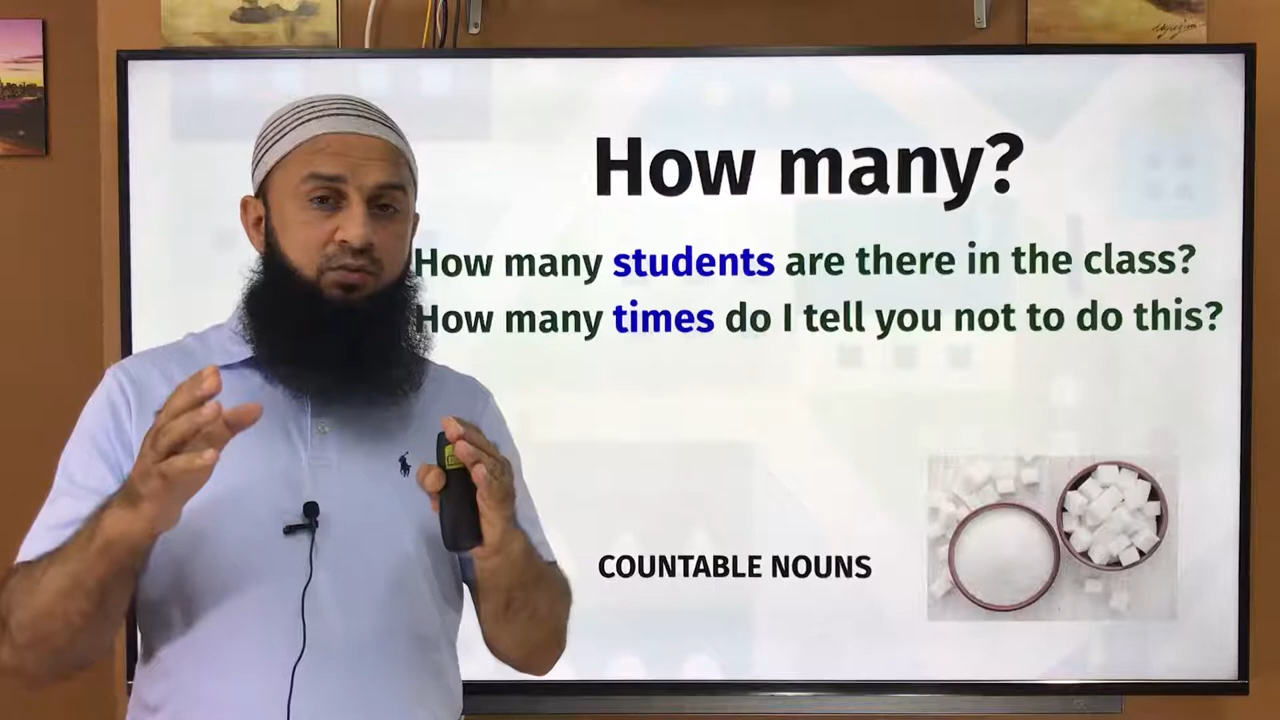 How many?
How many students are there in the class?
How many times do I tell you not to do this?
COUNTABLE NOUNS